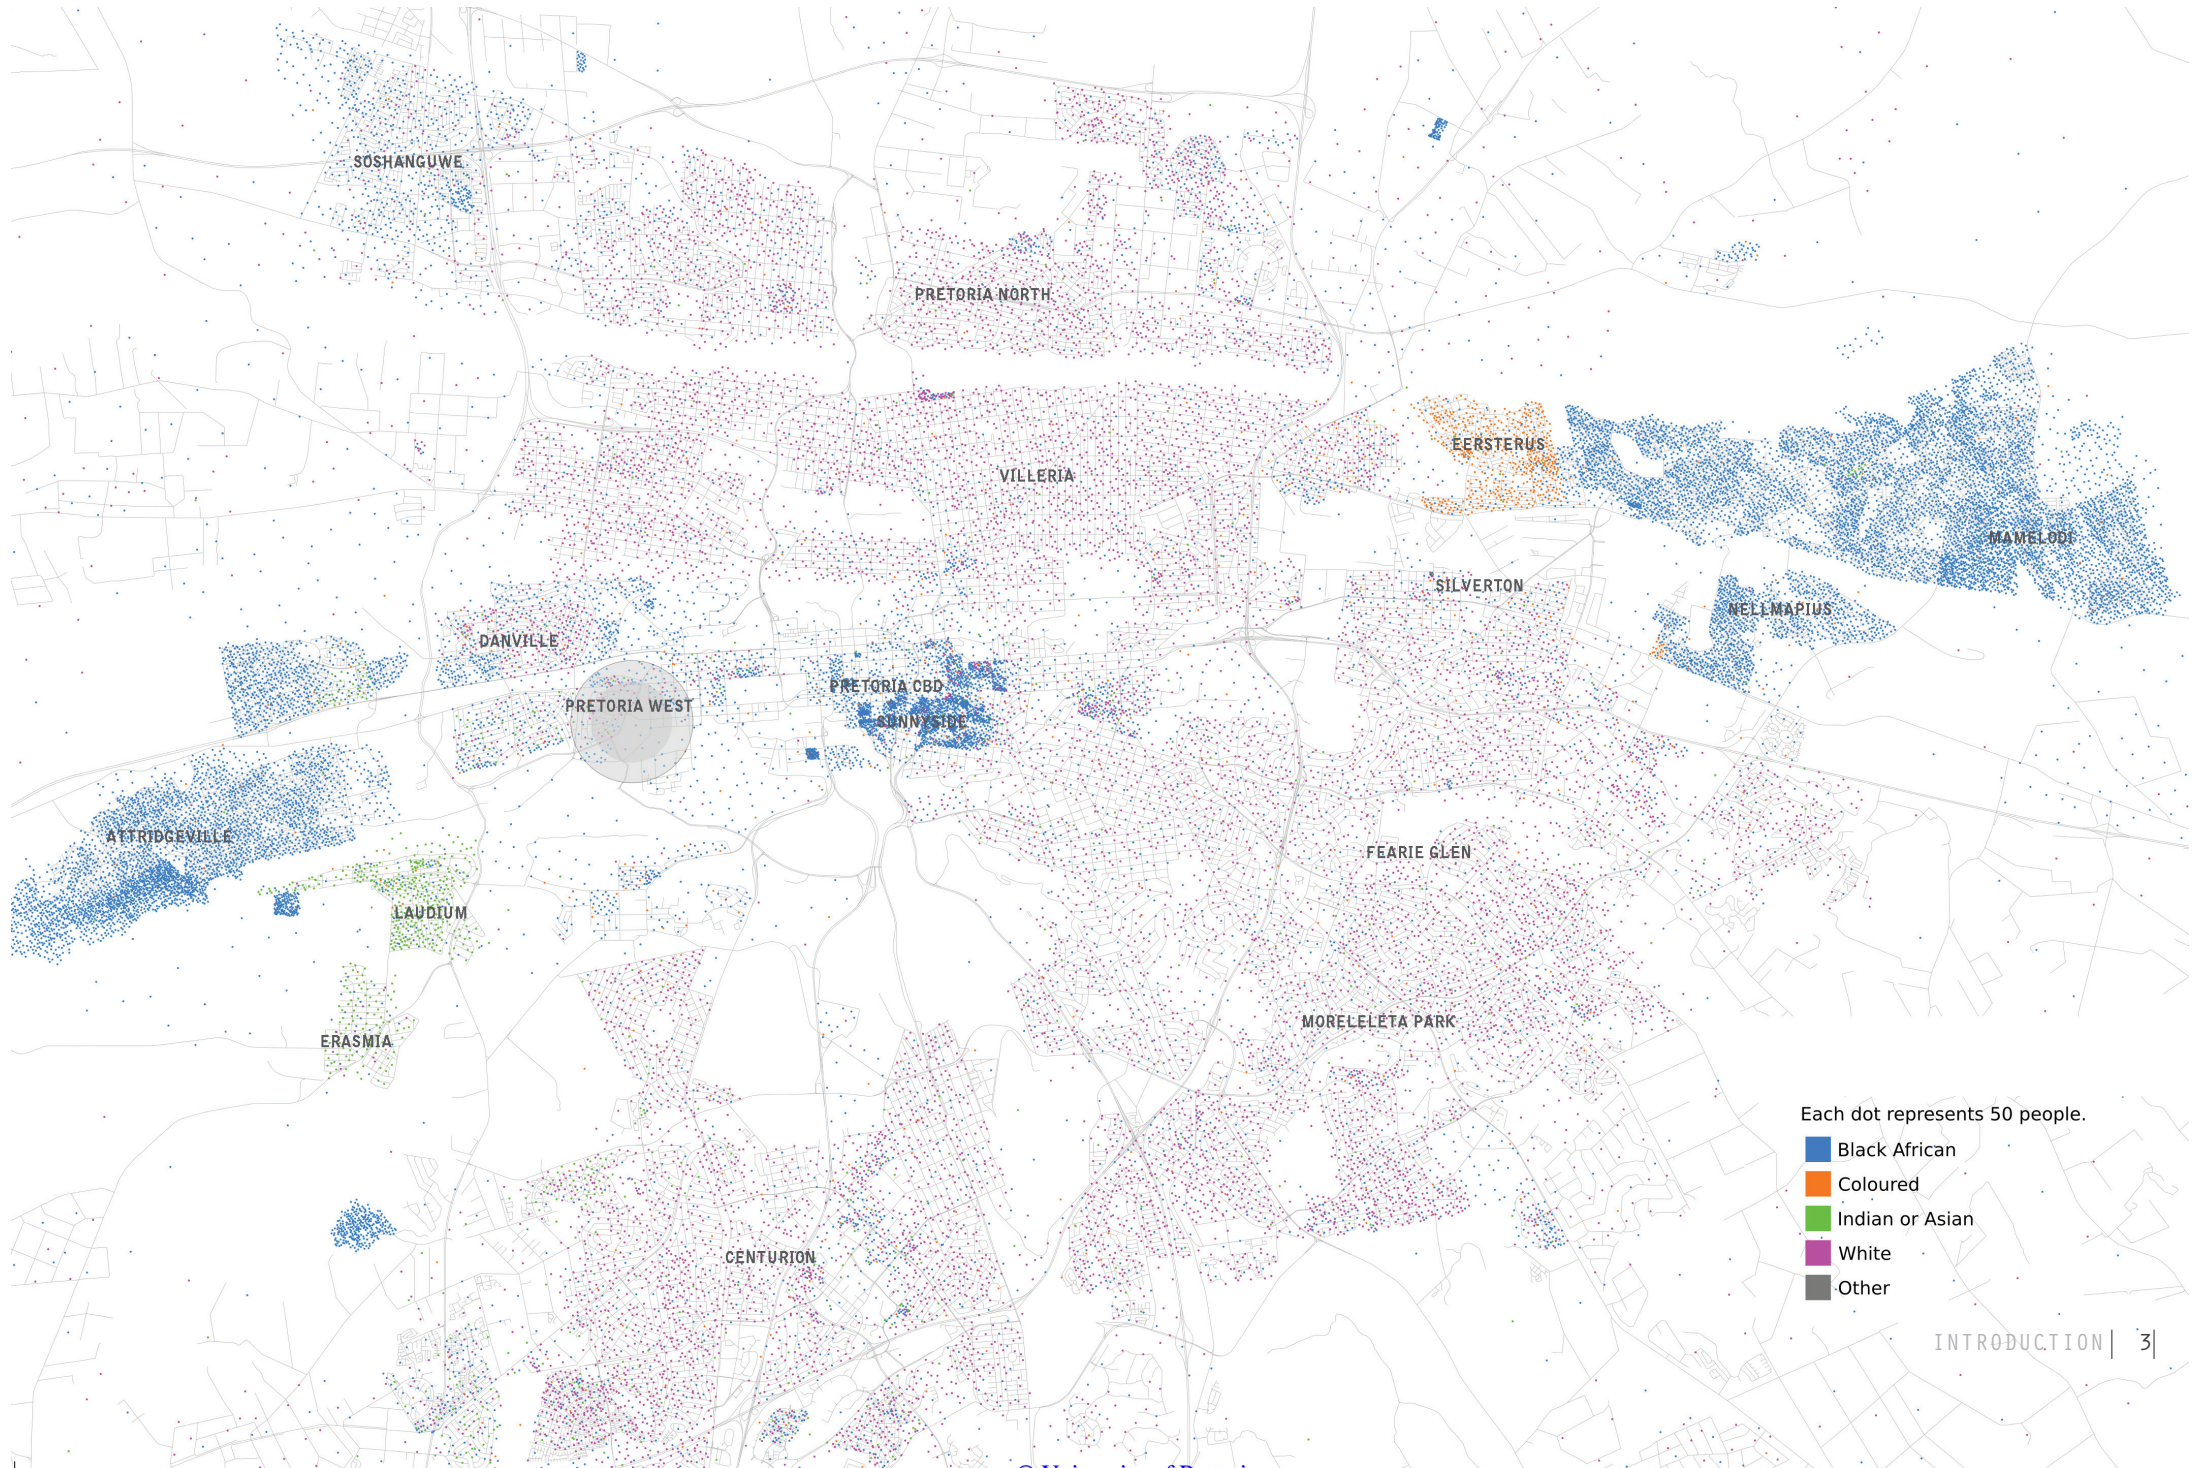 SOSHANGUWE
PRETORIA NORTH
VILLERIA
EERSTERUS
MAMELODI
SILVERTON
NELLMAPIUS
DANVILLE
PRETORIA WEST
PRETORIA CBD
SUNNYSIDE
ATTRIDGEVILLE
LAUDIUM
FEARIE GLEN
ERASMIA
MORELELETA PARK
CENTURION
Each dot represents 50 people.
Black African
Coloured
Indian or Asian
White
Other
INTRODUCTION | 3|